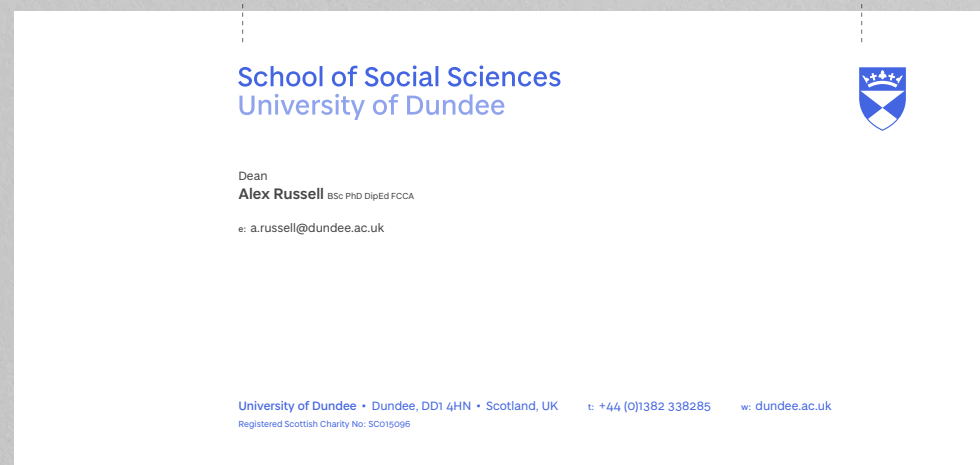 School of Social Sciences
University of Dundee
Dean
Alex Russell BSc PhD DipEd FCCA
e: a.russell@dundee.ac.uk
University of Dundee • Dundee, DD1 4HN • Scotland, UK t: +44 (0)1382 338285 w: dundee.ac.uk
Registered Scottish Charity No: SC015096